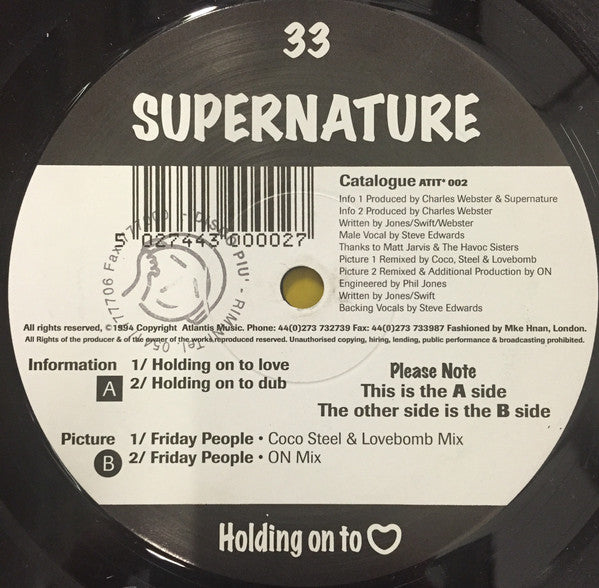 33
SUPERNATURE
5 027443 000027
Catalogue ATIT* 002
Info 1 Produced by Charles Webster & Supernature
Info 2 Produced by Charles Webster
Written by Jones/Swift/Webster
Male Vocal by Steve Edwards
Thanks to Matt Jarvis & The Havoc Sisters
Picture 1 Remixed by Coco, Steel & Lovebomb
Picture 2 Remixed & Additional Production by ON
Engineered by Phil Jones
Written by Jones/Swift
Backing Vocals by Steve Edwards
DISCO PIU' - RIMINI Tel. 0541
77706 Fax
All rights reserved, ©1994 Copyright Atlantis Music. Phone: 44(0)273 732739 Fax: 44(0)273 733987 Fashioned by Mke Hnan, London.
All Rights of the producer & of the owner of the works reproduced reserved. Unauthorised copying, hiring, lending, public performance & broadcasting prohibited.
Information 1/ Holding on to love
A 2/ Holding on to dub
Please Note
This is the A side
The other side is the B side
Picture 1/ Friday People • Coco Steel & Lovebomb Mix
B 2/ Friday People • ON Mix
Holding on to